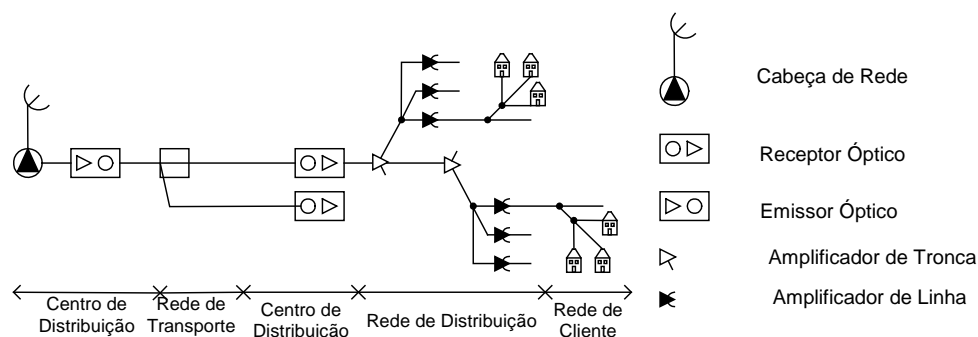 Cabeça de Rede
Receptor Óptico
Emissor Óptico
Amplificador de Tronca
Amplificador de Linha
Centro de
Distribuição
Rede de
Transporte
Centro de
Distribuicão
Rede de Distribuição
Rede de
Cliente